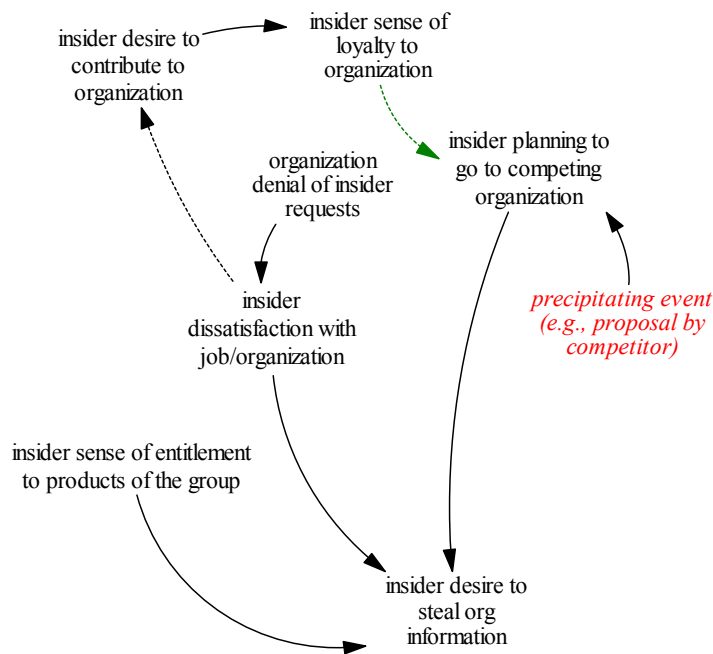 insider desire to
contribute to
organization
insider sense of
loyalty to
organization
insider planning to
go to competing
organization
organization
denial of insider
requests
insider
dissatisfaction with
job/organization
precipitating event
(e.g., proposal by
competitor)
insider sense of entitlement
to products of the group
insider desire to
steal org
information